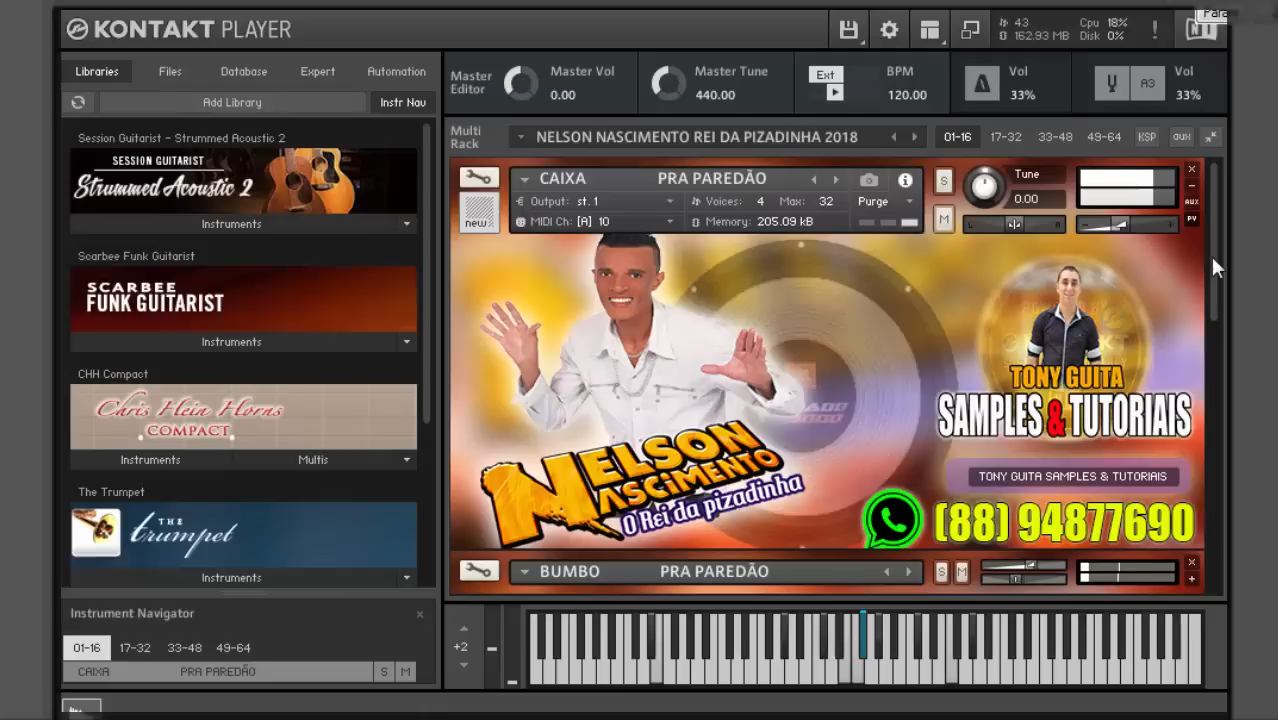 Para
KONTAKT PLAYER
43
162.93 MB
Cpu 18%
Disk 0%
!
Libraries Files Database Expert Automation
Add Library
Instr Nav
Master Editor
Master Vol
0.00
Master Tune
440.00
Ext
BPM
120.00
Vol
33%
A3
Vol
33%
Multi Rack
NELSON NASCIMENTO REI DA PIZADINHA 2018
01-16 17-32 33-48 49-64 KSP aux
Session Guitarist - Strummed Acoustic 2
SESSION GUITARIST
Strummed Acoustic 2
Instruments
Scarbee Funk Guitarist
SCARBEE
FUNK GUITARIST
Instruments
CHH Compact
Chris Hein Horns
COMPACT
Instruments Multis
The Trumpet
THE
trumpet
Instruments
Instrument Navigator
01-16 17-32 33-48 49-64
CAIXA PRA PAREDÃO S M
CAIXA PRA PAREDÃO
Output: st. 1 Voices: 4 Max: 32 Purge
new
MIDI Ch: [A] 10 Memory: 205.09 kB
S
M
Tune
0.00
L R
AUX
PV
NELSON
NASCIMENTO
O Rei da pizadinha
TONY GUITA
SAMPLES & TUTORIAIS
TONY GUITA SAMPLES & TUTORIAIS
(88) 94877690
BUMBO PRA PAREDÃO
S M
+2